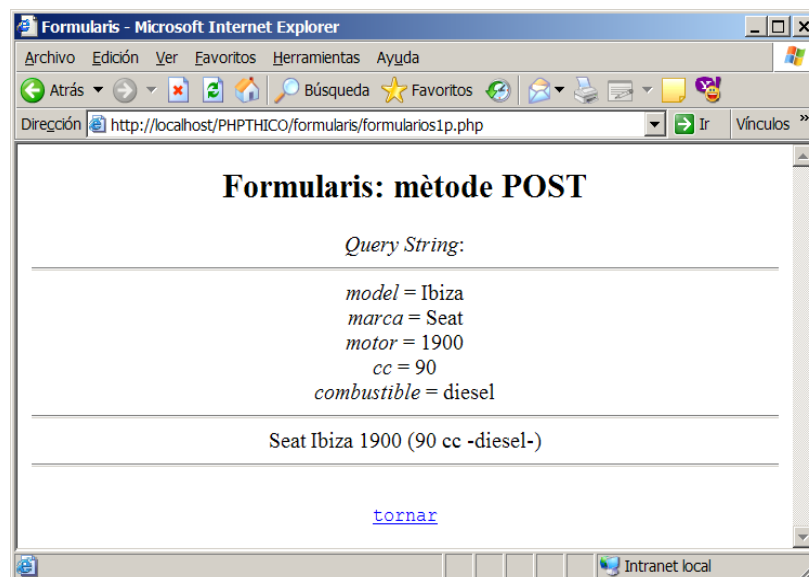 Formularis - Microsoft Internet Explorer
Archivo Edición Ver Favoritos Herramientas Ayuda
Atrás Búsqueda Favoritos
Dirección http://localhost/PHPTHICO/formularis/formularios1p.php Ir Vínculos »
Formularis: mètode POST
Query String:
model = Ibiza
marca = Seat
motor = 1900
cc = 90
combustible = diesel
Seat Ibiza 1900 (90 cc -diesel-)
tornar
Intranet local